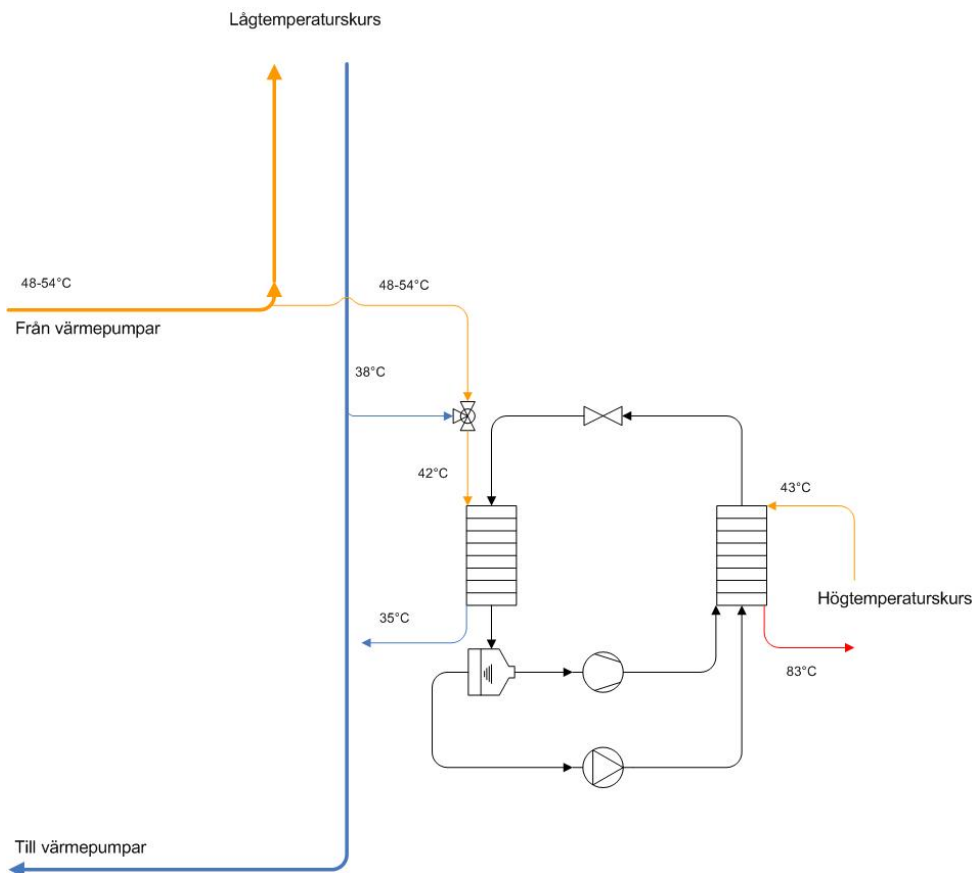 Lågtemperaturskurs
48-54°C
48-54°C
Från värmepumpar
38°C
42°C
43°C
Högtemperaturskurs
35°C
83°C
Till värmepumpar